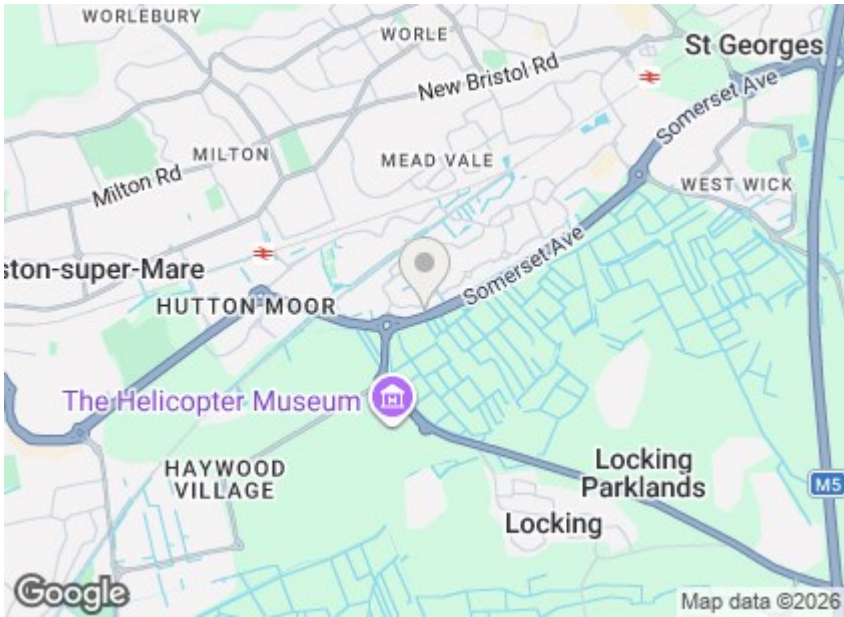 WORLEBURY
WORLE
St Georges
New Bristol Rd
Somerset Ave
MILTON
MEAD VALE
Milton Rd
WEST WICK
ston-super-Mare
HUTTON MOOR
Somerset Ave
The Helicopter Museum
HAYWOOD
VILLAGE
Locking
Parklands
M5
Locking
Google
Map data ©2026